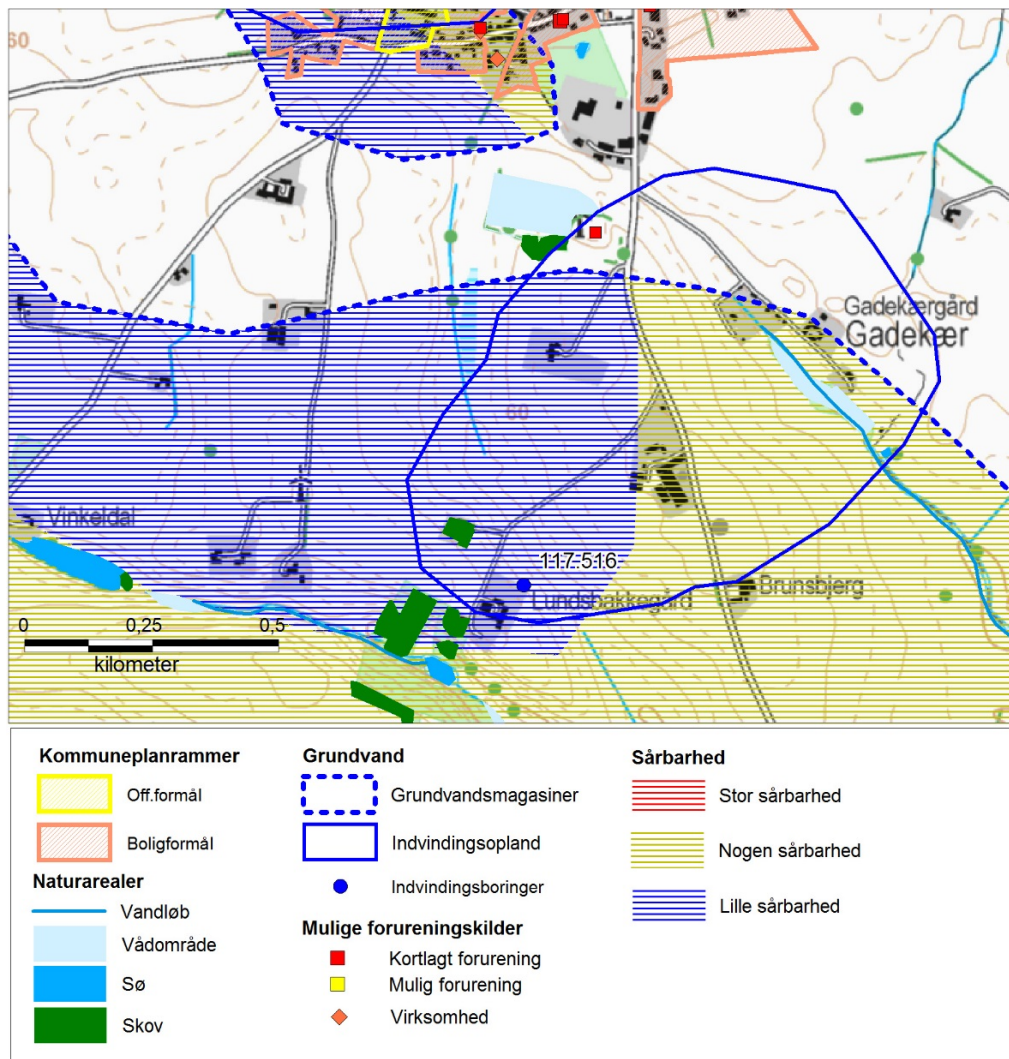 60
Gadekærgård
Gadekær
60
Vinkeldal
117.516
Lundsbakkegård
Brunsbjerg
0 0,25 0,5
kilometer
Kommuneplanrammer
Off.formål
Boligformål
Naturarealer
Vandløb
Vådområde
Sø
Skov
Grundvand
Grundvandsmagasiner
Indvindingsopland
Indvindingsboringer
Mulige forureningskilder
Kortlagt forurening
Mulig forurening
Virksomhed
Sårbarhed
Stor sårbarhed
Nogen sårbarhed
Lille sårbarhed